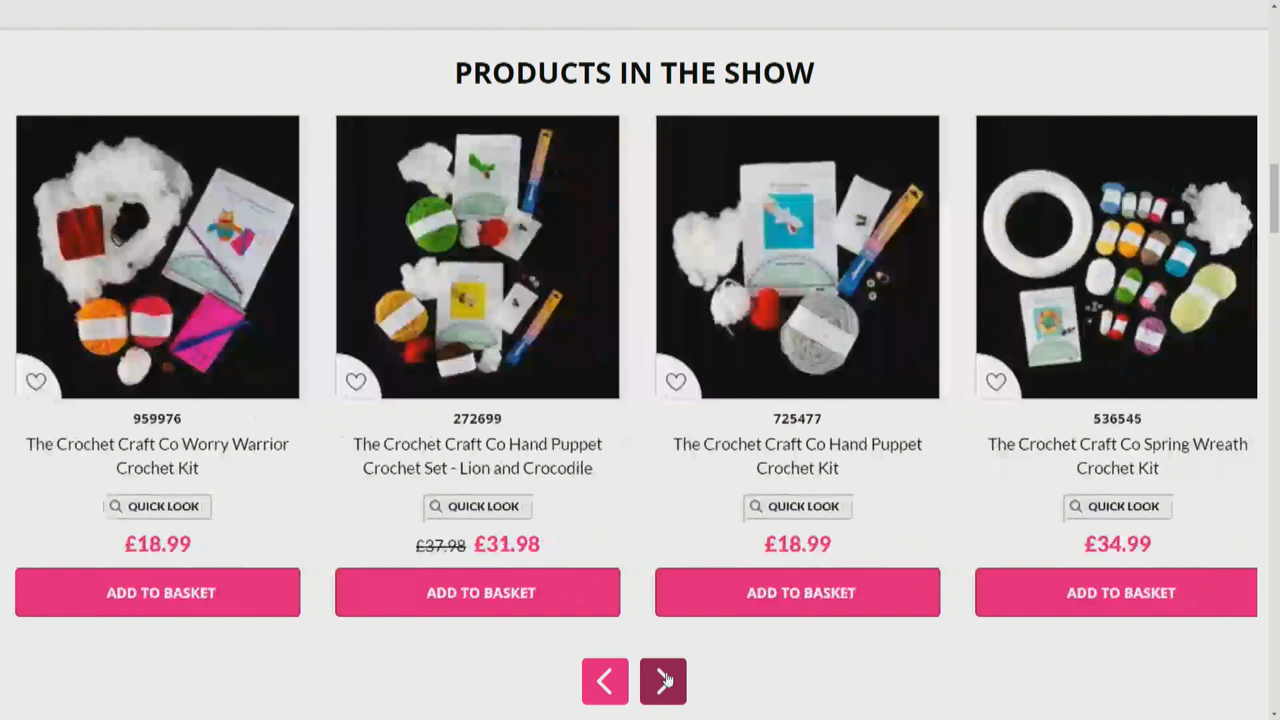 PRODUCTS IN THE SHOW
959976
The Crochet Craft Co Worry Warrior
Crochet Kit
QUICK LOOK
£18.99
ADD TO BASKET
272699
The Crochet Craft Co Hand Puppet
Crochet Set - Lion and Crocodile
QUICK LOOK
£37.98 £31.98
ADD TO BASKET
725477
The Crochet Craft Co Hand Puppet
Crochet Kit
QUICK LOOK
£18.99
ADD TO BASKET
536545
The Crochet Craft Co Spring Wreath
Crochet Kit
QUICK LOOK
£34.99
ADD TO BASKET